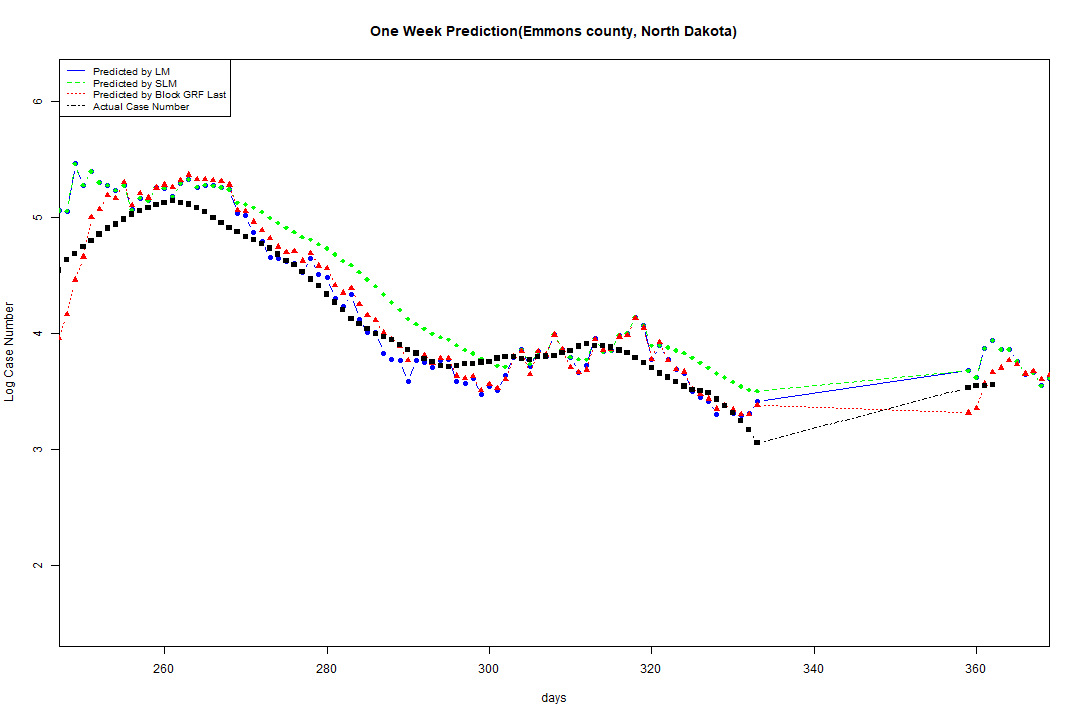 One Week Prediction(Emmons county, North Dakota)
Predicted by LM
Predicted by SLM
Predicted by Block GRF Last
Actual Case Number
6
5
4
3
2
Log Case Number
260
280
300
320
340
360
days